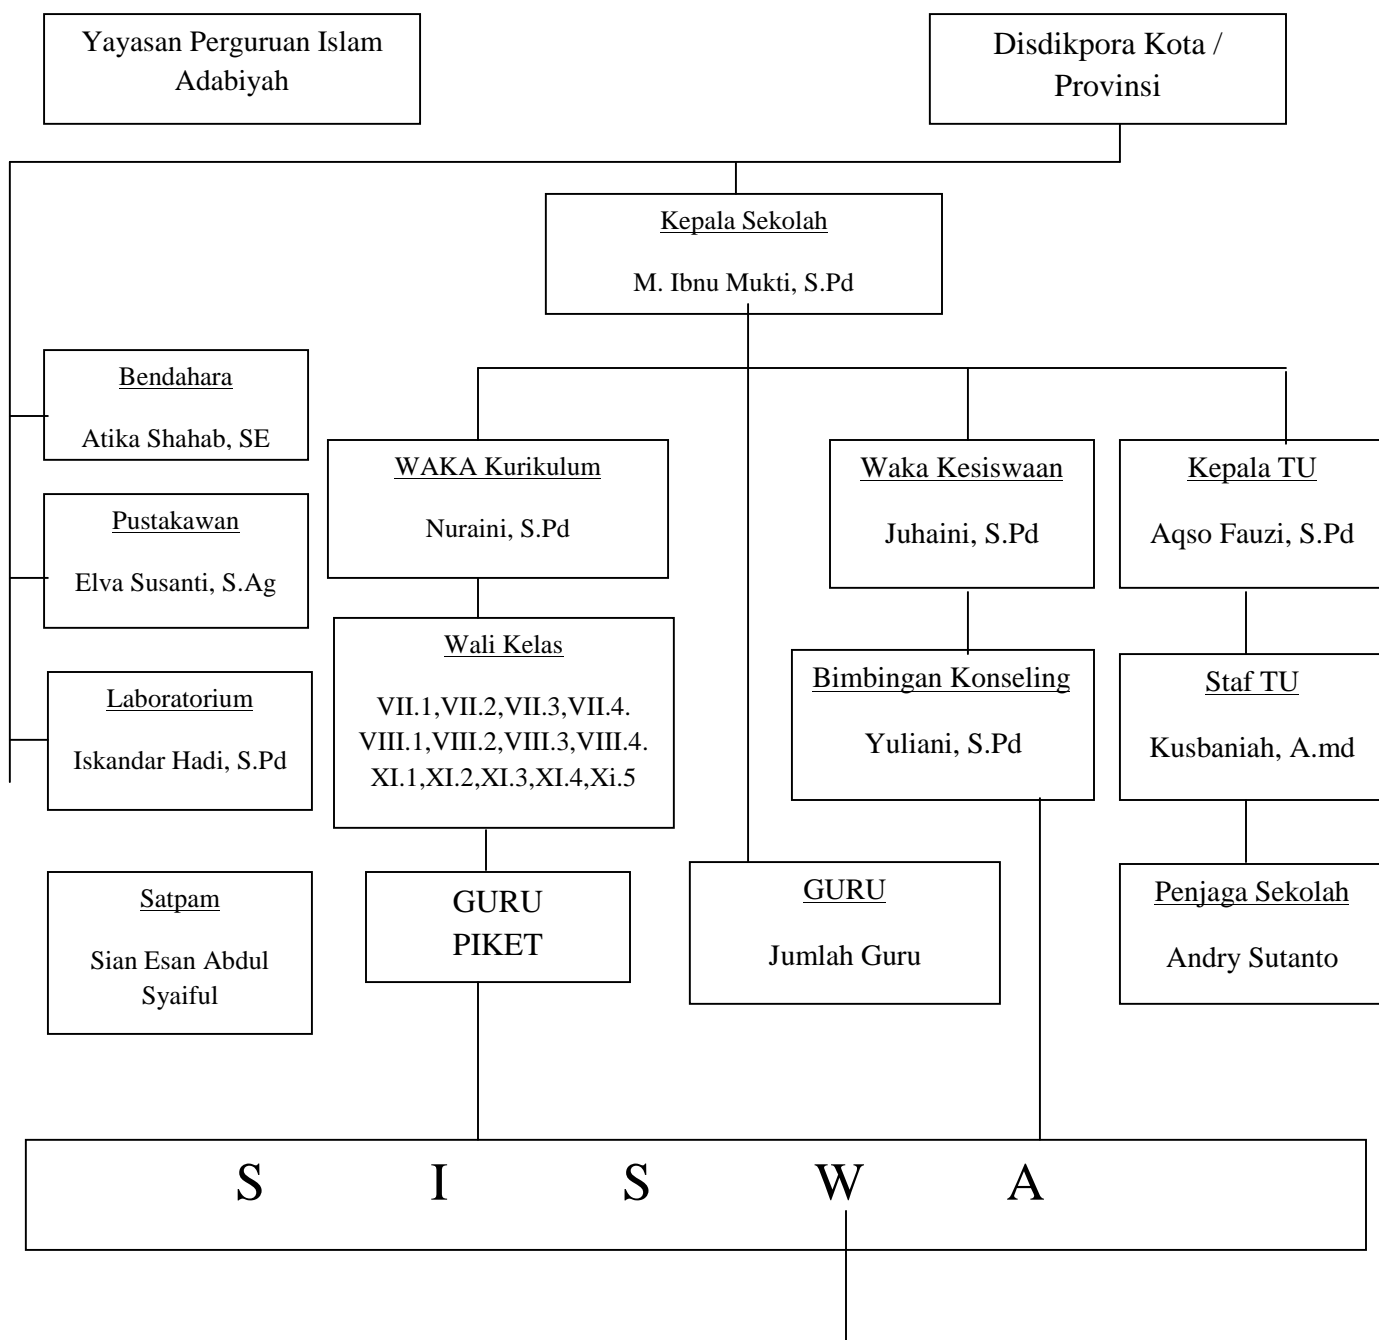 Yayasan Perguruan Islam
Adabiyah
Disdikpora Kota /
Provinsi
Kepala Sekolah
M. Ibnu Mukti, S.Pd
Bendahara
Atika Shahab, SE
Pustakawan
Elva Susanti, S.Ag
Laboratorium
Iskandar Hadi, S.Pd
Satpam
Sian Esan Abdul
Syaiful
WAKA Kurikulum
Nuraini, S.Pd
Wali Kelas
VII.1,VII.2,VII.3,VII.4.
VIII.1,VIII.2,VIII.3,VIII.4.
XI.1,XI.2,XI.3,XI.4,Xi.5
GURU
PIKET
GURU
Jumlah Guru
Waka Kesiswaan
Juhaini, S.Pd
Bimbingan Konseling
Yuliani, S.Pd
Kepala TU
Aqso Fauzi, S.Pd
Staf TU
Kusbaniah, A.md
Penjaga Sekolah
Andry Sutanto
S I S W A